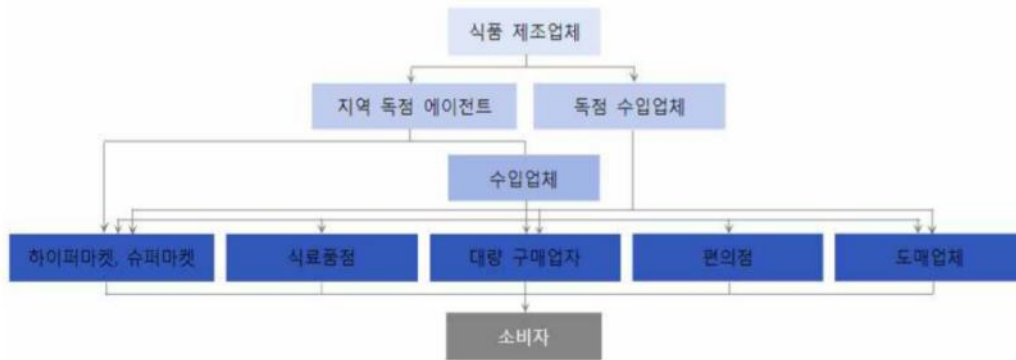 식품 제조업체
지역 독점 에이전트
독점 수입업체
수입업체
하이퍼마켓, 슈퍼마켓
식료품점
대량 구매업자
편의점
도매업체
소비자